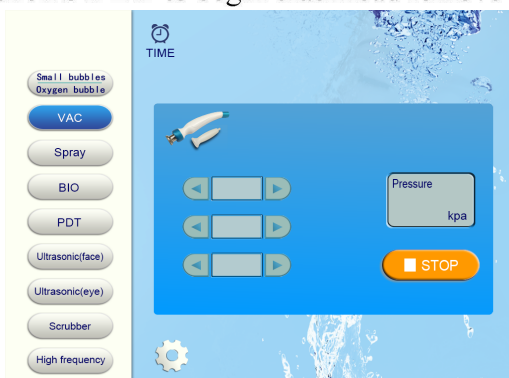 TIME
Small bubbles
Oxygen bubble
VAC
Spray
BIO
PDT
Ultrasonic(face)
Ultrasonic(eye)
Scrubber
High frequency
Pressure
kpa
STOP